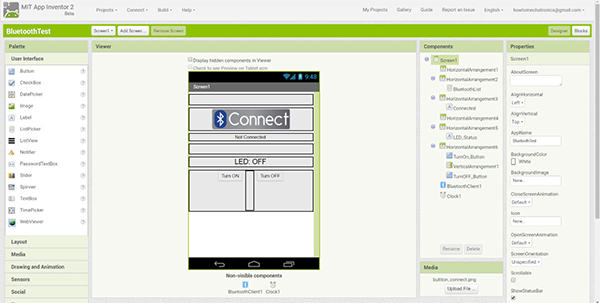 MIT App Inventor 2
Beta
Projects Connect Build Help
My Projects Gallery Guide Report an Issue English howtomechatronics@gmail.com
BluetoothTest
Screen1 Add Screen ... Remove Screen
Designer Blocks
Palette
User Interface
Button
CheckBox
DatePicker
Image
Label
ListPicker
ListView
Notifier
PasswordTextBox
Slider
Spinner
TextBox
TimePicker
WebViewer
Layout
Media
Drawing and Animation
Sensors
Social
Viewer
Display hidden components in Viewer
Check to see Preview on Tablet size.
9:48
Screen1
Connect
Not Connected
LED: OFF
Turn ON Turn OFF
Non-visible components
BluetoothClient1 Clock1
Components
Screen1
HorizontalArrangement1
HorizontalArrangement2
BluetoothList
HorizontalArrangement3
Connected
HorizontalArrangement4
HorizontalArrangement5
LED_Status
HorizontalArrangement6
TurnOn_Button
VerticalArrangement1
TurnOFF_Button
BluetoothClient1
Clock1
Rename Delete
Media
button_connect.png
Upload File ...
Properties
Screen1
AboutScreen
AlignHorizontal
Left
AlignVertical
Top
AppName
BluetoothTest
BackgroundColor
White
BackgroundImage
None...
CloseScreenAnimation
Default
Icon
None...
OpenScreenAnimation
Default
ScreenOrientation
Unspecified
Scrollable
ShowStatusBar